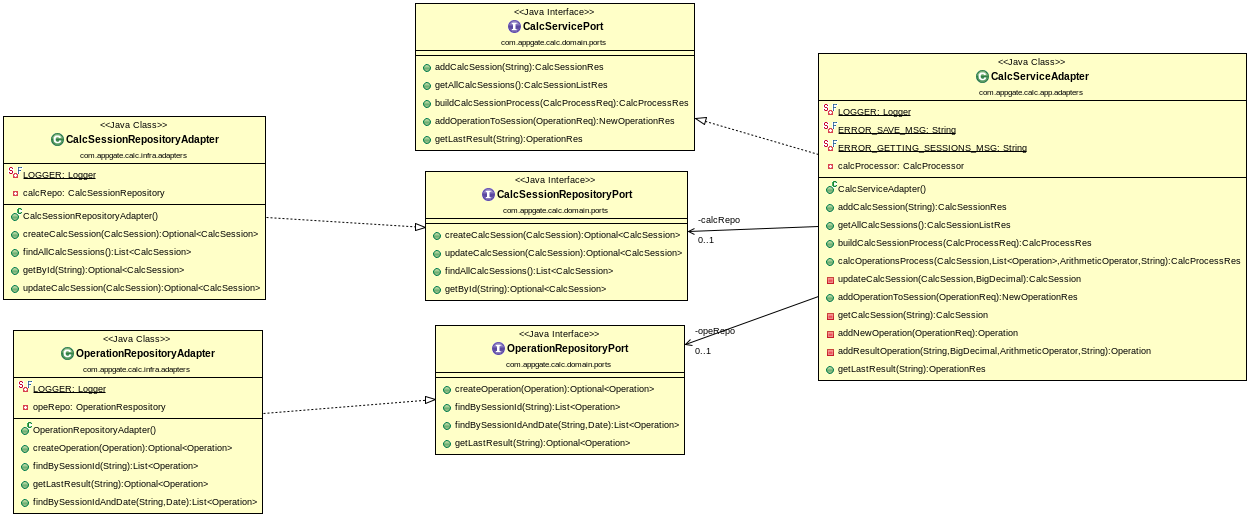 <<Java Interface>>
CalcServicePort
com.appgate.calc.domain.ports
addCalcSession(String):CalcSessionRes
getAllCalcSessions():CalcSessionListRes
buildCalcSessionProcess(CalcProcessReq):CalcProcessRes
addOperationToSession(OperationReq):NewOperationRes
getLastResult(String):OperationRes
<<Java Class>>
CalcServiceAdapter
com.appgate.calc.app.adapters
LOGGER: Logger
ERROR_SAVE_MSG: String
ERROR_GETTING_SESSIONS_MSG: String
calcProcessor: CalcProcessor
CalcServiceAdapter()
addCalcSession(String):CalcSessionRes
getAllCalcSessions():CalcSessionListRes
buildCalcSessionProcess(CalcProcessReq):CalcProcessRes
calcOperationsProcess(CalcSession,List<Operation>,ArithmeticOperator,String):CalcProcessRes
updateCalcSession(CalcSession,BigDecimal):CalcSession
addOperationToSession(OperationReq):NewOperationRes
getCalcSession(String):CalcSession
addNewOperation(OperationReq):Operation
addResultOperation(String,BigDecimal,ArithmeticOperator,String):Operation
getLastResult(String):OperationRes
<<Java Class>>
CalcSessionRepositoryAdapter
com.appgate.calc.infra.adapters
LOGGER: Logger
calcRepo: CalcSessionRepository
CalcSessionRepositoryAdapter()
createCalcSession(CalcSession):Optional<CalcSession>
findAllCalcSessions():List<CalcSession>
getById(String):Optional<CalcSession>
updateCalcSession(CalcSession):Optional<CalcSession>
<<Java Interface>>
CalcSessionRepositoryPort
com.appgate.calc.domain.ports
createCalcSession(CalcSession):Optional<CalcSession>
updateCalcSession(CalcSession):Optional<CalcSession>
findAllCalcSessions():List<CalcSession>
getById(String):Optional<CalcSession>
-calcRepo
0..1
<<Java Class>>
OperationRepositoryAdapter
com.appgate.calc.infra.adapters
LOGGER: Logger
opeRepo: OperationRespository
OperationRepositoryAdapter()
createOperation(Operation):Optional<Operation>
findBySessionId(String):List<Operation>
getLastResult(String):Optional<Operation>
findBySessionIdAndDate(String,Date):List<Operation>
<<Java Interface>>
OperationRepositoryPort
com.appgate.calc.domain.ports
createOperation(Operation):Optional<Operation>
findBySessionId(String):List<Operation>
findBySessionIdAndDate(String,Date):List<Operation>
getLastResult(String):Optional<Operation>
-opeRepo
0..1